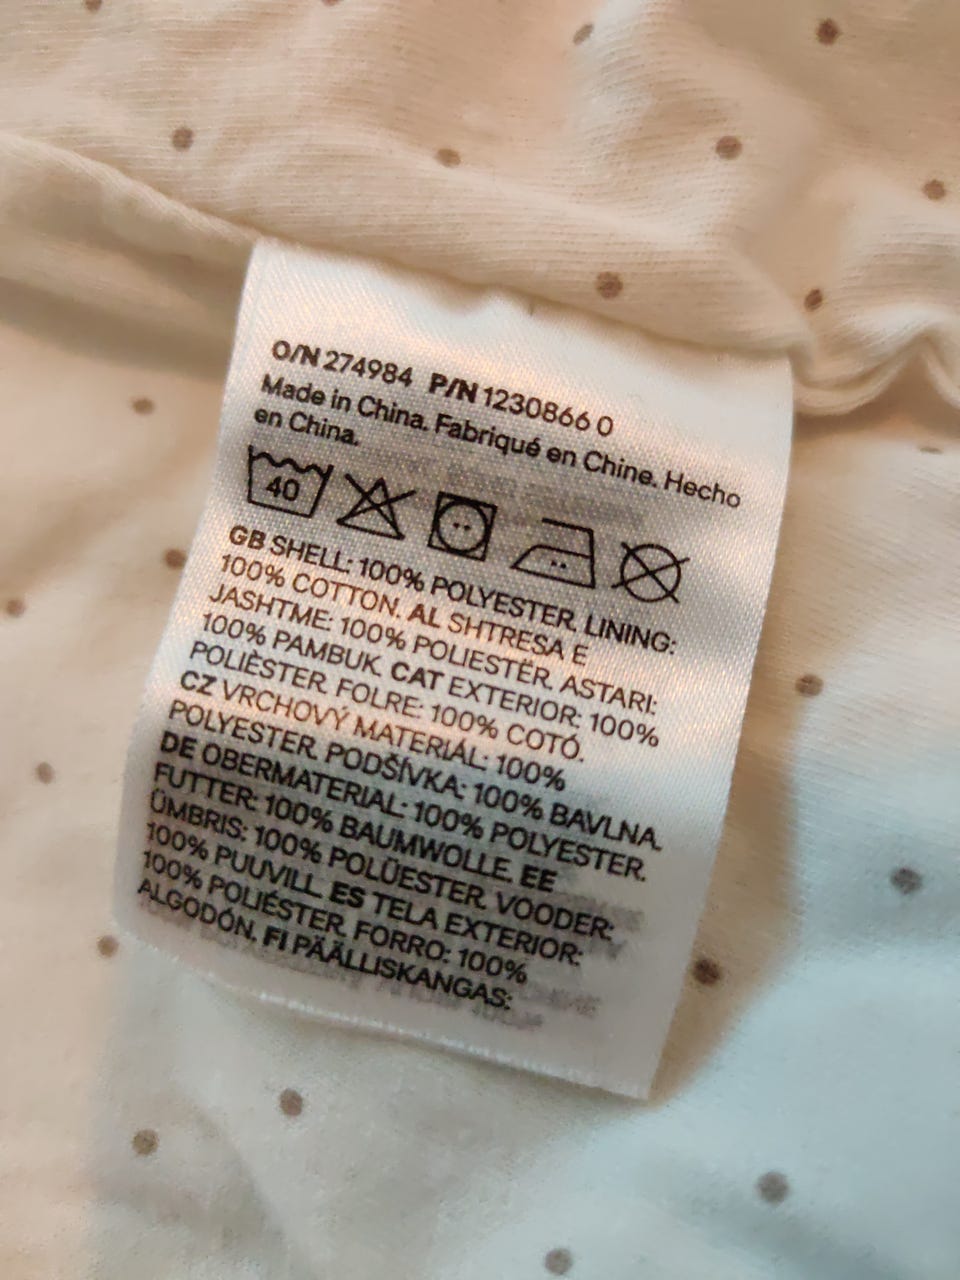 O/N 274984 P/N 1230866 0
Made in China. Fabriqué en Chine. Hecho
en China.
40
GB SHELL: 100% POLYESTER. LINING:
100% COTTON. AL SHTRESA E
JASHTME: 100% POLIESTËR. ASTARI:
100% PAMBUK. CAT EXTERIOR: 100%
POLIÈSTER. FOLRE: 100% COTÓ.
CZ VRCHOVÝ MATERIÁL: 100%
POLYESTER. PODŠÍVKA: 100% BAVLNA.
DE OBERMATERIAL: 100% POLYESTER.
FUTTER: 100% BAUMWOLLE. EE
ÜMBRIS: 100% POLÜESTER. VOODER:
100% PUUVILL. ES TELA EXTERIOR:
100% POLIÉSTER. FORRO: 100%
ALGODÓN. FI PÄÄLLISKANGAS: